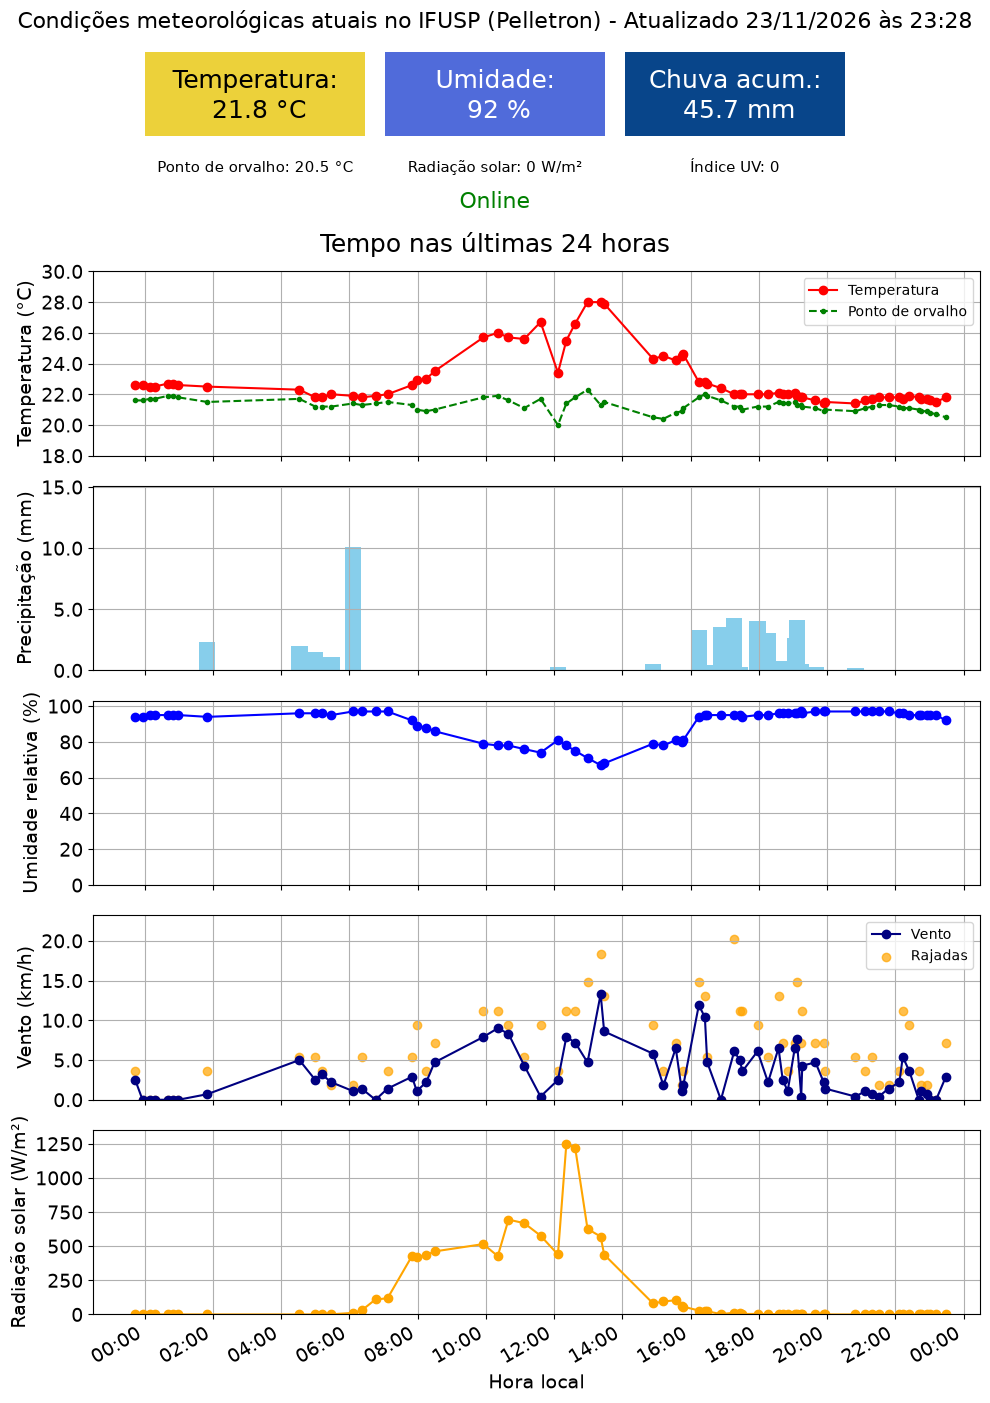 Condições meteorológicas atuais no IFUSP (Pelletron) - Atualizado 23/11/2026 às 23:28
Temperatura:
21.8 °C
Umidade:
92 %
Chuva acum.:
45.7 mm
Ponto de orvalho: 20.5 °C
Radiação solar: 0 W/m²
Índice UV: 0
Online
Tempo nas últimas 24 horas
Temperatura (°C)
30.0
28.0
26.0
24.0
22.0
20.0
18.0
Temperatura
Ponto de orvalho
Precipitação (mm)
15.0
10.0
5.0
0.0
Umidade relativa (%)
100
80
60
40
20
0
Vento (km/h)
20.0
15.0
10.0
5.0
0.0
Vento
Rajadas
Radiação solar (W/m²)
1250
1000
750
500
250
0
00:00
02:00
04:00
06:00
08:00
10:00
12:00
14:00
16:00
18:00
20:00
22:00
00:00
Hora local